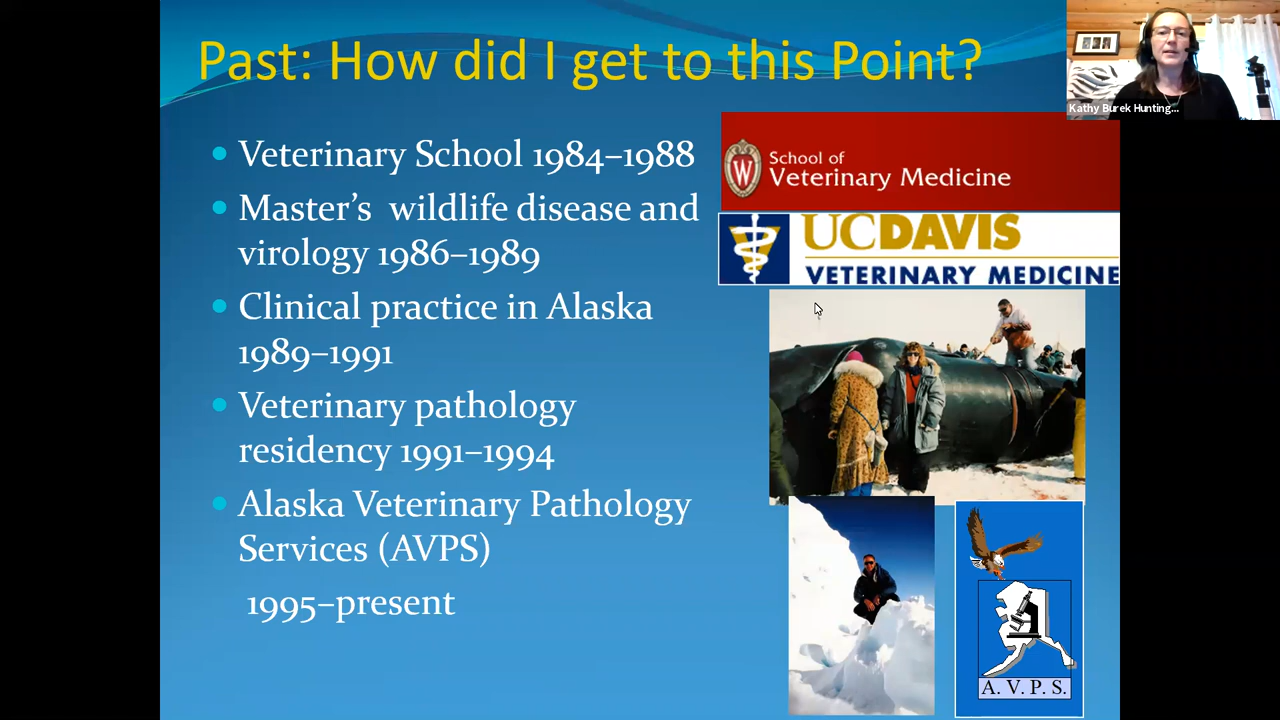 Past: How did I get to this Point?
Kathy Burek Hunting...
• Veterinary School 1984–1988
• Master's wildlife disease and
virology 1986–1989
• Clinical practice in Alaska
1989–1991
• Veterinary pathology
residency 1991–1994
• Alaska Veterinary Pathology
Services (AVPS)
1995–present
W
School of
Veterinary Medicine
UCDAVIS
VETERINARY MEDICINE
A. V. P. S.